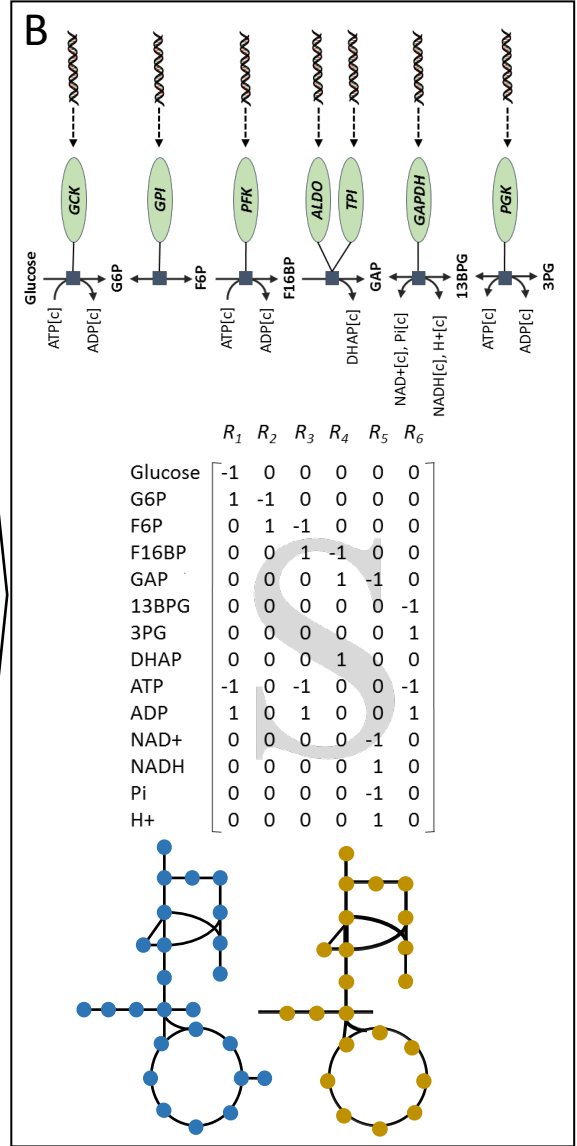 B
GCK
GPI
PFK
ALDO
TPI
GAPDH
PGK
Glucose
G6P
F6P
F16BP
GAP
13BPG
3PG
ATP[c]
ADP[c]
ATP[c]
ADP[c]
DHAP[c]
NAD+[c], Pi[c]
NADH[c], H+[c]
ATP[c]
ADP[c]
R1 R2 R3 R4 R5 R6
Glucose -1 0 0 0 0 0
G6P 1 -1 0 0 0 0
F6P 0 1 -1 0 0 0
F16BP 0 0 1 -1 0 0
GAP 0 0 0 1 -1 0
13BPG 0 0 0 0 0 -1
3PG 0 0 0 0 0 1
DHAP 0 0 0 1 0 0
ATP -1 0 -1 0 0 -1
ADP 1 0 1 0 0 1
NAD+ 0 0 0 0 -1 0
NADH 0 0 0 0 1 0
Pi 0 0 0 0 -1 0
H+ 0 0 0 0 1 0
S